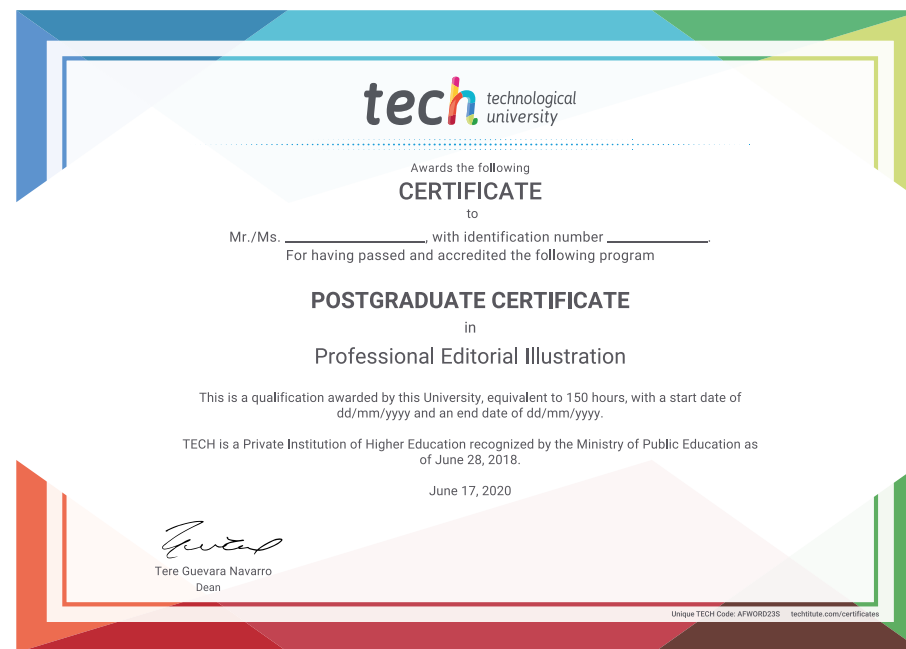 tech technological
university
Awards the following
CERTIFICATE
to
Mr./Ms. ____________________, with identification number ______________.
For having passed and accredited the following program
POSTGRADUATE CERTIFICATE
in
Professional Editorial Illustration
This is a qualification awarded by this University, equivalent to 150 hours, with a start date of
dd/mm/yyyy and an end date of dd/mm/yyyy.
TECH is a Private Institution of Higher Education recognized by the Ministry of Public Education as
of June 28, 2018.
June 17, 2020
Tere Guevara Navarro
Dean
Unique TECH Code: AFWORD23S techtitute.com/certificates